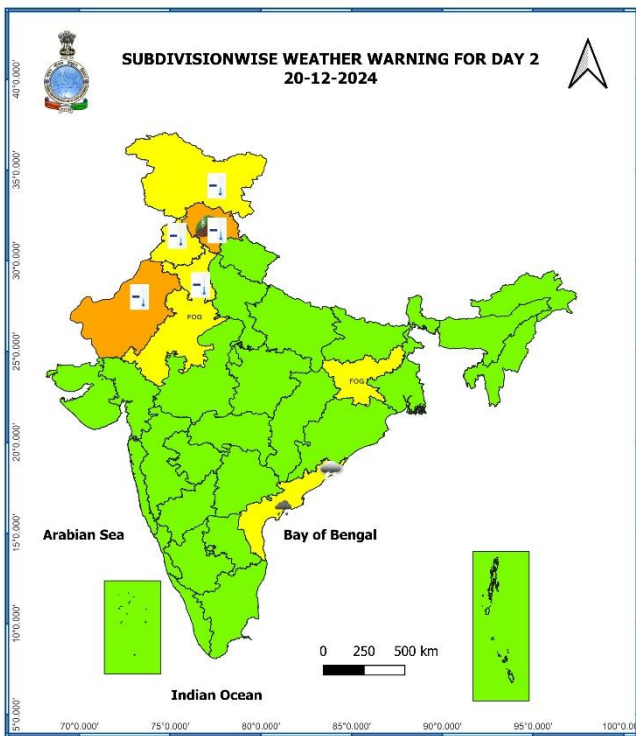 SUBDIVISIONWISE WEATHER WARNING FOR DAY 2
20-12-2024
40°0.000'
35°0.000'
30°0.000'
25°0.000'
20°0.000'
15°0.000'
10°0.000'
5°0.000'
FOG
FOG
Arabian Sea
Bay of Bengal
0 250 500 km
Indian Ocean
70°0.000' 75°0.000' 80°0.000' 85°0.000' 90°0.000' 95°0.000' 100°0.000'